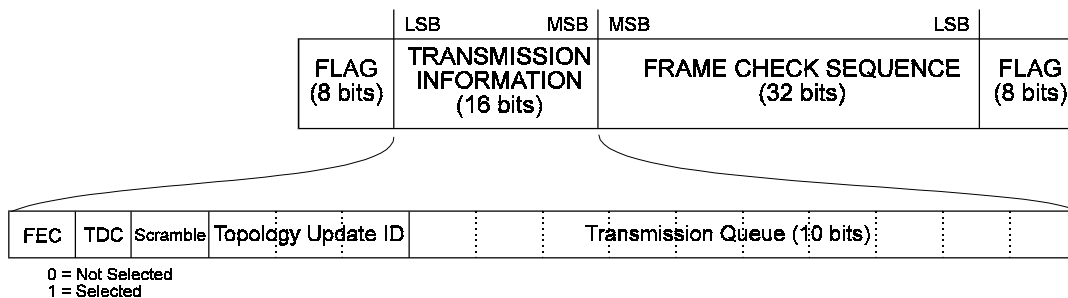 LSB MSB MSB LSB
FLAG
(8 bits)
TRANSMISSION
INFORMATION
(16 bits)
FRAME CHECK SEQUENCE
(32 bits)
FLAG
(8 bits)
FEC TDC Scramble Topology Update ID Transmission Queue (10 bits)
0 = Not Selected
1 = Selected